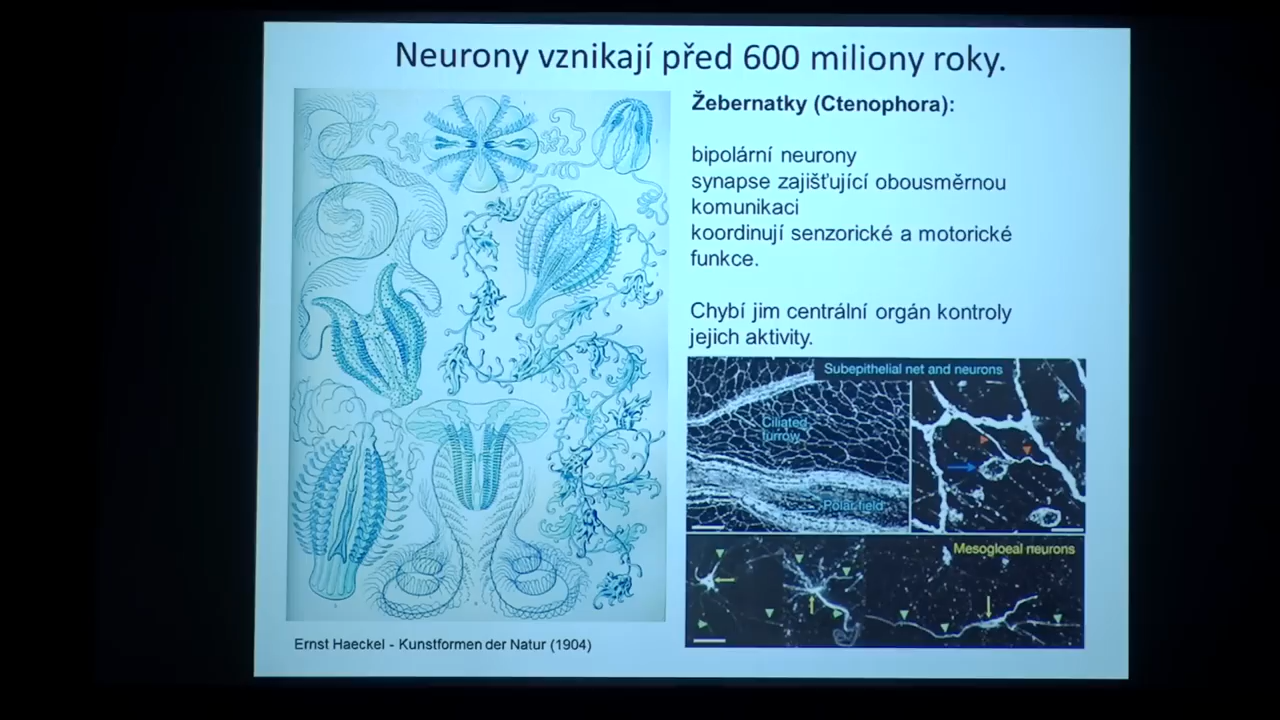 Neurony vznikají před 600 miliony roky.
Žebernatky (Ctenophora):
bipolární neurony
synapse zajišťující obousměrnou
komunikaci
koordinují senzorické a motorické
funkce.
Chybí jim centrální orgán kontroly
jejich aktivity.
Subepithelial net and neurons
Ciliated
furrow
Polar field
Mesogloeal neurons
Ernst Haeckel - Kunstformen der Natur (1904)